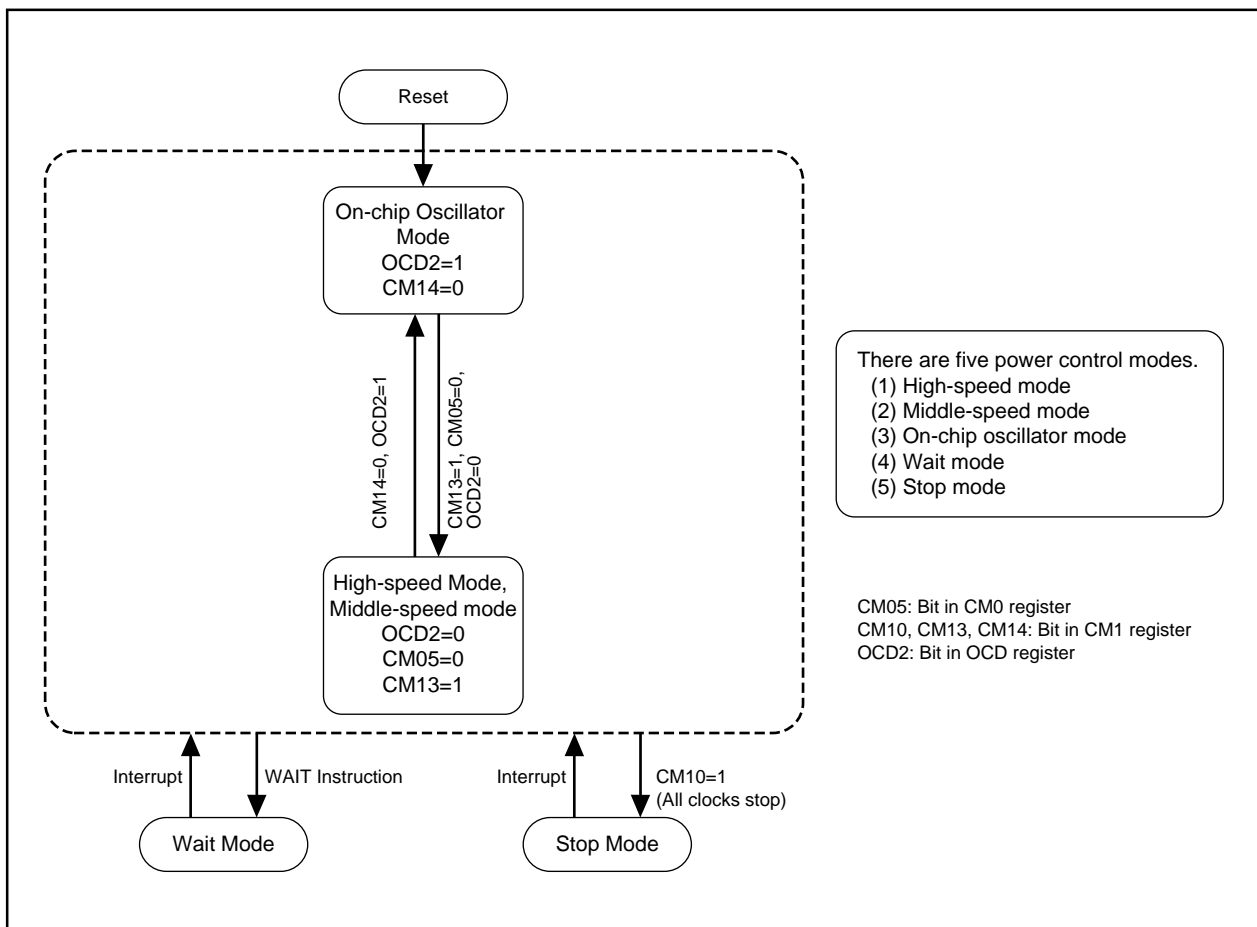 Reset
On-chip Oscillator
Mode
OCD2=1
CM14=0
CM14=0, OCD2=1
CM13=1, CM05=0,
OCD2=0
High-speed Mode,
Middle-speed mode
OCD2=0
CM05=0
CM13=1
There are five power control modes.
(1) High-speed mode
(2) Middle-speed mode
(3) On-chip oscillator mode
(4) Wait mode
(5) Stop mode
CM05: Bit in CM0 register
CM10, CM13, CM14: Bit in CM1 register
OCD2: Bit in OCD register
Interrupt
WAIT Instruction
Interrupt
CM10=1
(All clocks stop)
Wait Mode
Stop Mode